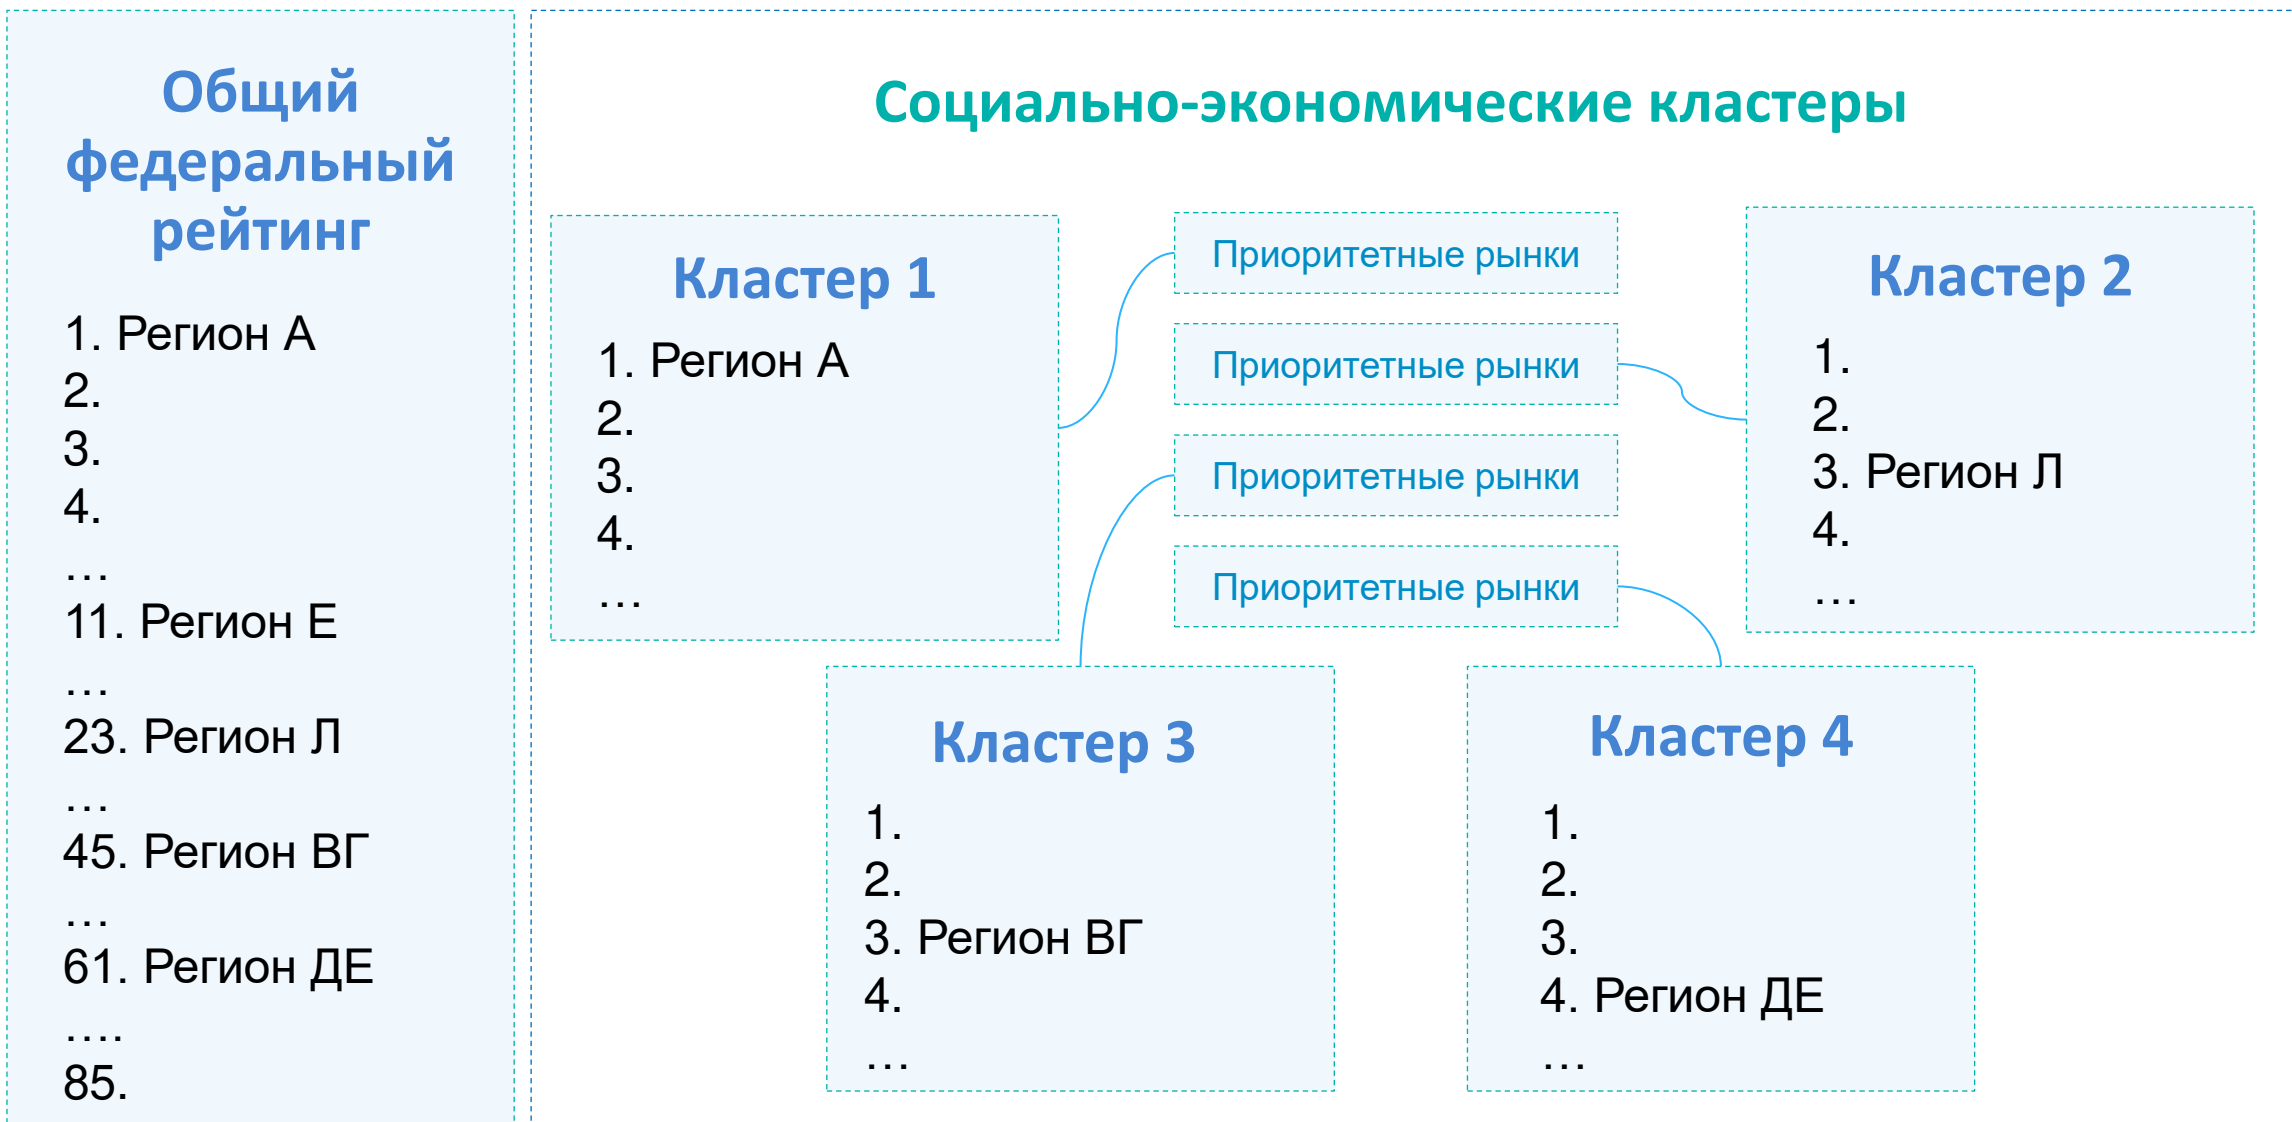 Общий
федеральный
рейтинг
1. Регион А
2.
3.
4.
…
11. Регион Е
…
23. Регион Л
…
45. Регион ВГ
…
61. Регион ДЕ
….
85.
Социально-экономические кластеры
Кластер 1
1. Регион А
2.
3.
4.
…
Приоритетные рынки
Приоритетные рынки
Приоритетные рынки
Приоритетные рынки
Кластер 2
1.
2.
3. Регион Л
4.
…
Кластер 3
1.
2.
3. Регион ВГ
4.
…
Кластер 4
1.
2.
3.
4. Регион ДЕ
…